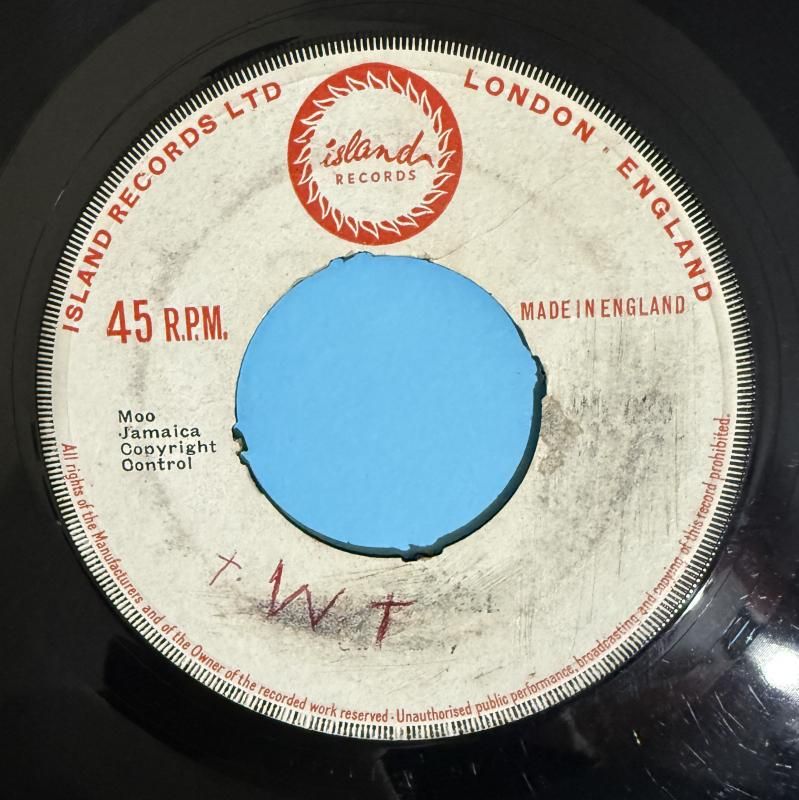 ISLAND RECORDS LTD
LONDON · ENGLAND
island
RECORDS
45 R.P.M.
MADE IN ENGLAND
Moo
Jamaica
Copyright
Control
x. W T
All rights of the Manufacturers and of the Owner of the recorded work reserved · Unauthorised public performance, broadcasting and copying of this record prohibited.